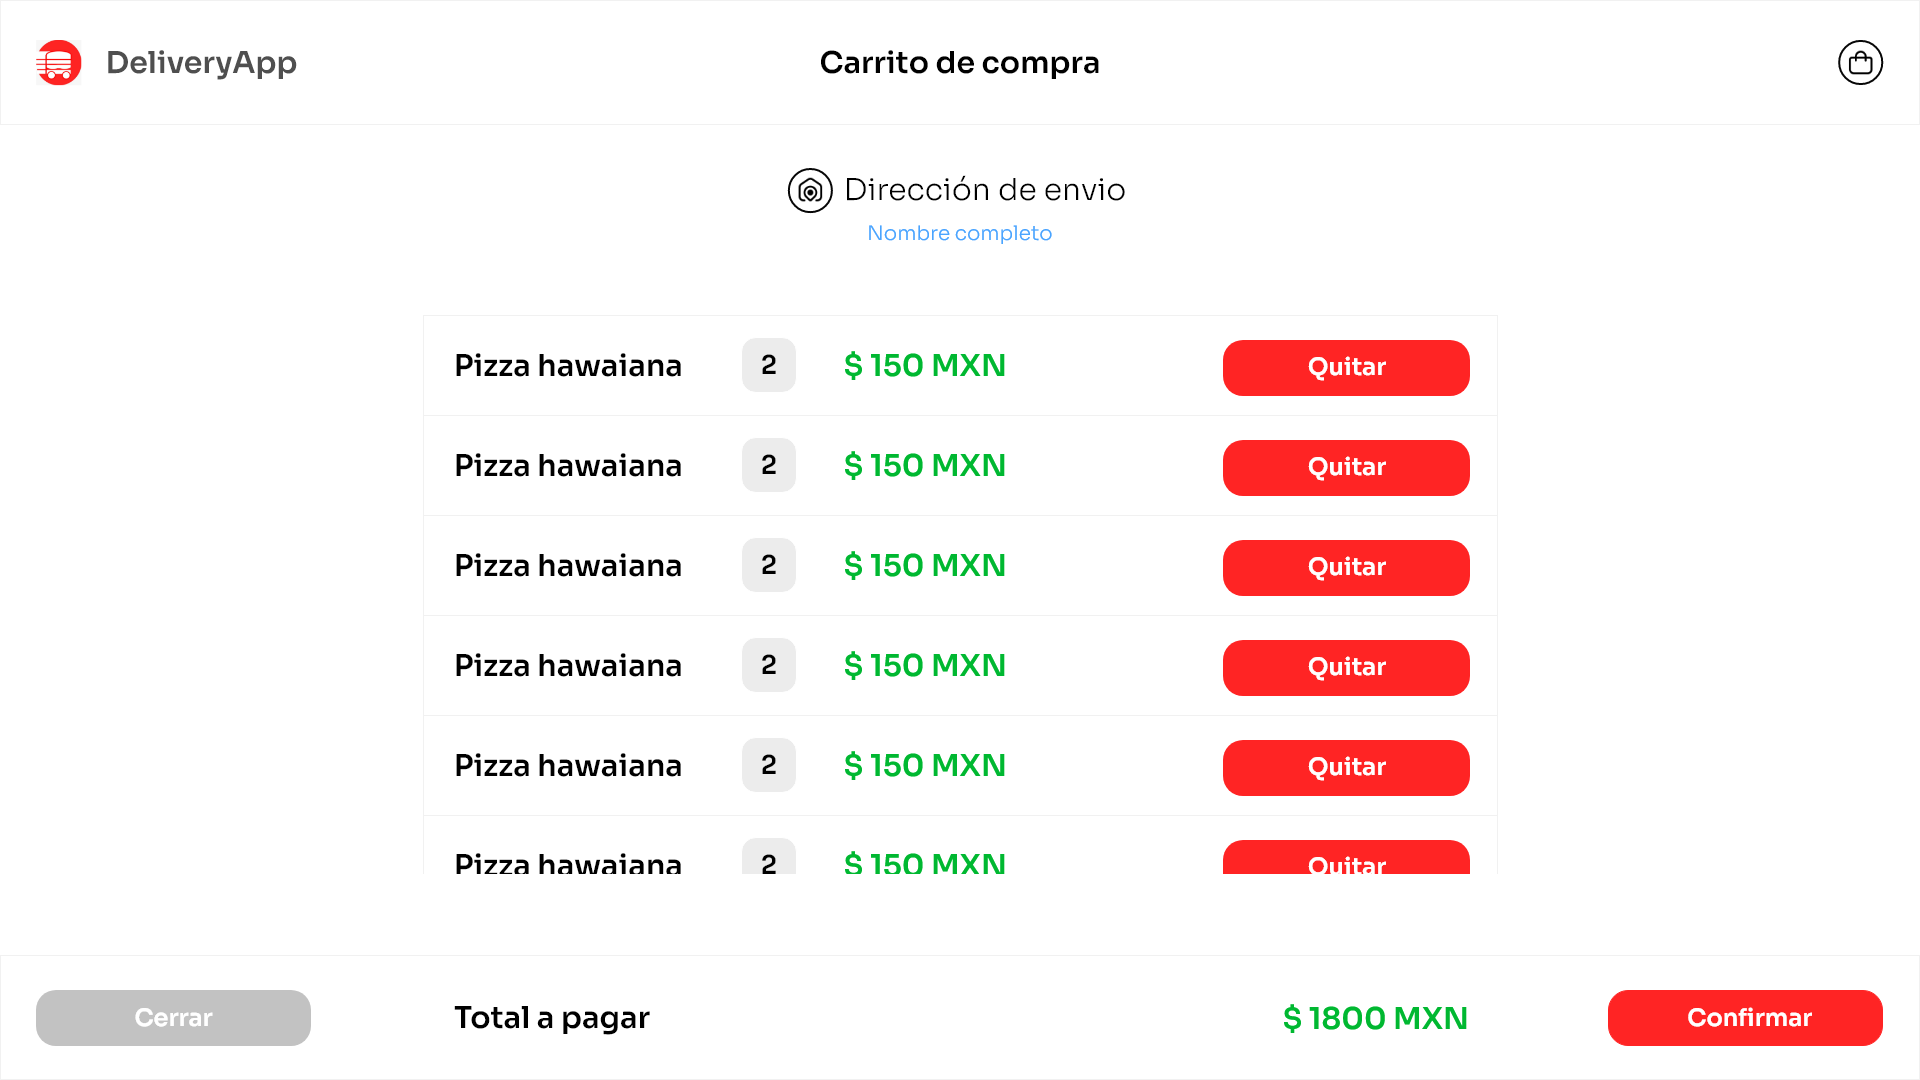 DeliveryApp
Carrito de compra
Dirección de envio
Nombre completo
Pizza hawaiana 2 $ 150 MXN Quitar
Pizza hawaiana 2 $ 150 MXN Quitar
Pizza hawaiana 2 $ 150 MXN Quitar
Pizza hawaiana 2 $ 150 MXN Quitar
Pizza hawaiana 2 $ 150 MXN Quitar
Pizza hawaiana 2 $ 150 MXN Quitar
Cerrar Total a pagar $ 1800 MXN Confirmar